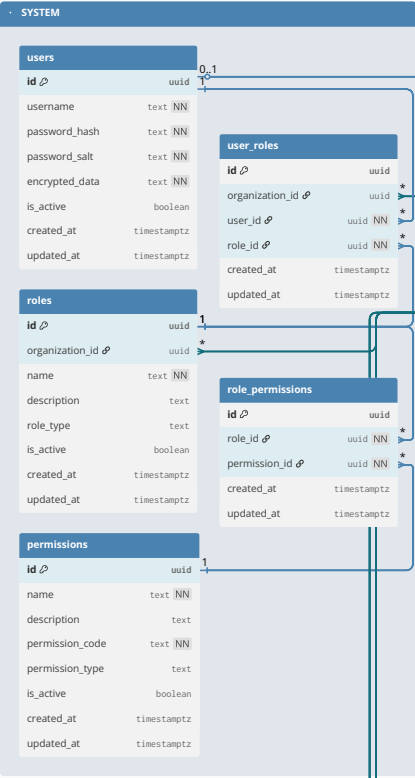 · SYSTEM
users
id uuid
username text NN
password_hash text NN
password_salt text NN
encrypted_data text NN
is_active boolean
created_at timestamptz
updated_at timestamptz
0..1
1
user_roles
id uuid
organization_id uuid
*
user_id uuid NN
*
role_id uuid NN
*
created_at timestamptz
updated_at timestamptz
roles
id uuid
1
organization_id uuid
*
name text NN
description text
role_type text
is_active boolean
created_at timestamptz
updated_at timestamptz
role_permissions
id uuid
role_id uuid NN
*
permission_id uuid NN
*
created_at timestamptz
updated_at timestamptz
permissions
id uuid
1
name text NN
description text
permission_code text NN
permission_type text
is_active boolean
created_at timestamptz
updated_at timestamptz